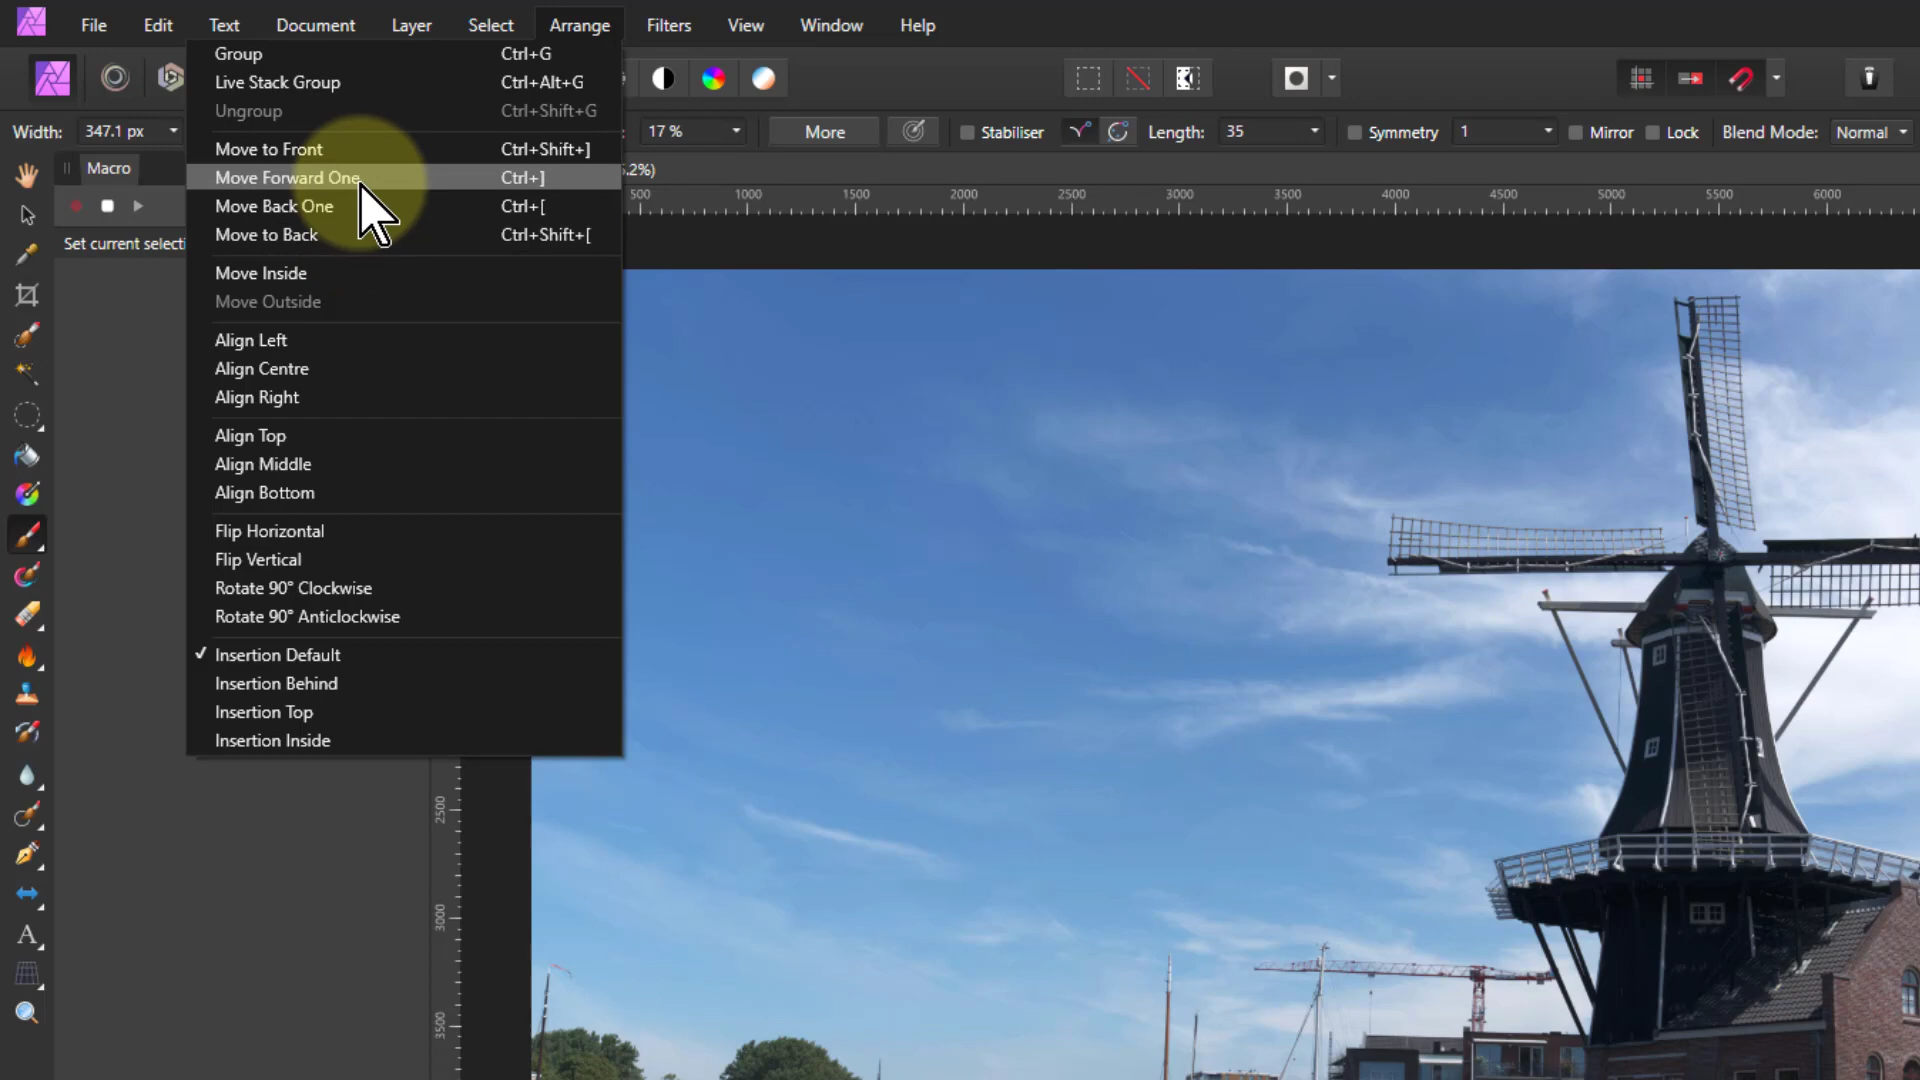 File Edit Text Document Layer Select Arrange Filters View Window Help
Group Ctrl+G
Live Stack Group Ctrl+Alt+G
Ungroup Ctrl+Shift+G
Width: 347.1 px 17 % More Stabiliser Length: 35 Symmetry 1 Mirror Lock Blend Mode: Normal
Move to Front Ctrl+Shift+]
Macro
Move Forward One Ctrl+]
500 1000 1500 2000 2500 3000 3500 4000 4500 5000 5500 6000
Move Back One Ctrl+[
Move to Back Ctrl+Shift+[
Set current selecti
Move Inside
Move Outside
Align Left
Align Centre
Align Right
Align Top
Align Middle
Align Bottom
Flip Horizontal
Flip Vertical
Rotate 90° Clockwise
Rotate 90° Anticlockwise
Insertion Default
Insertion Behind
Insertion Top
Insertion Inside
2500
3000
3500